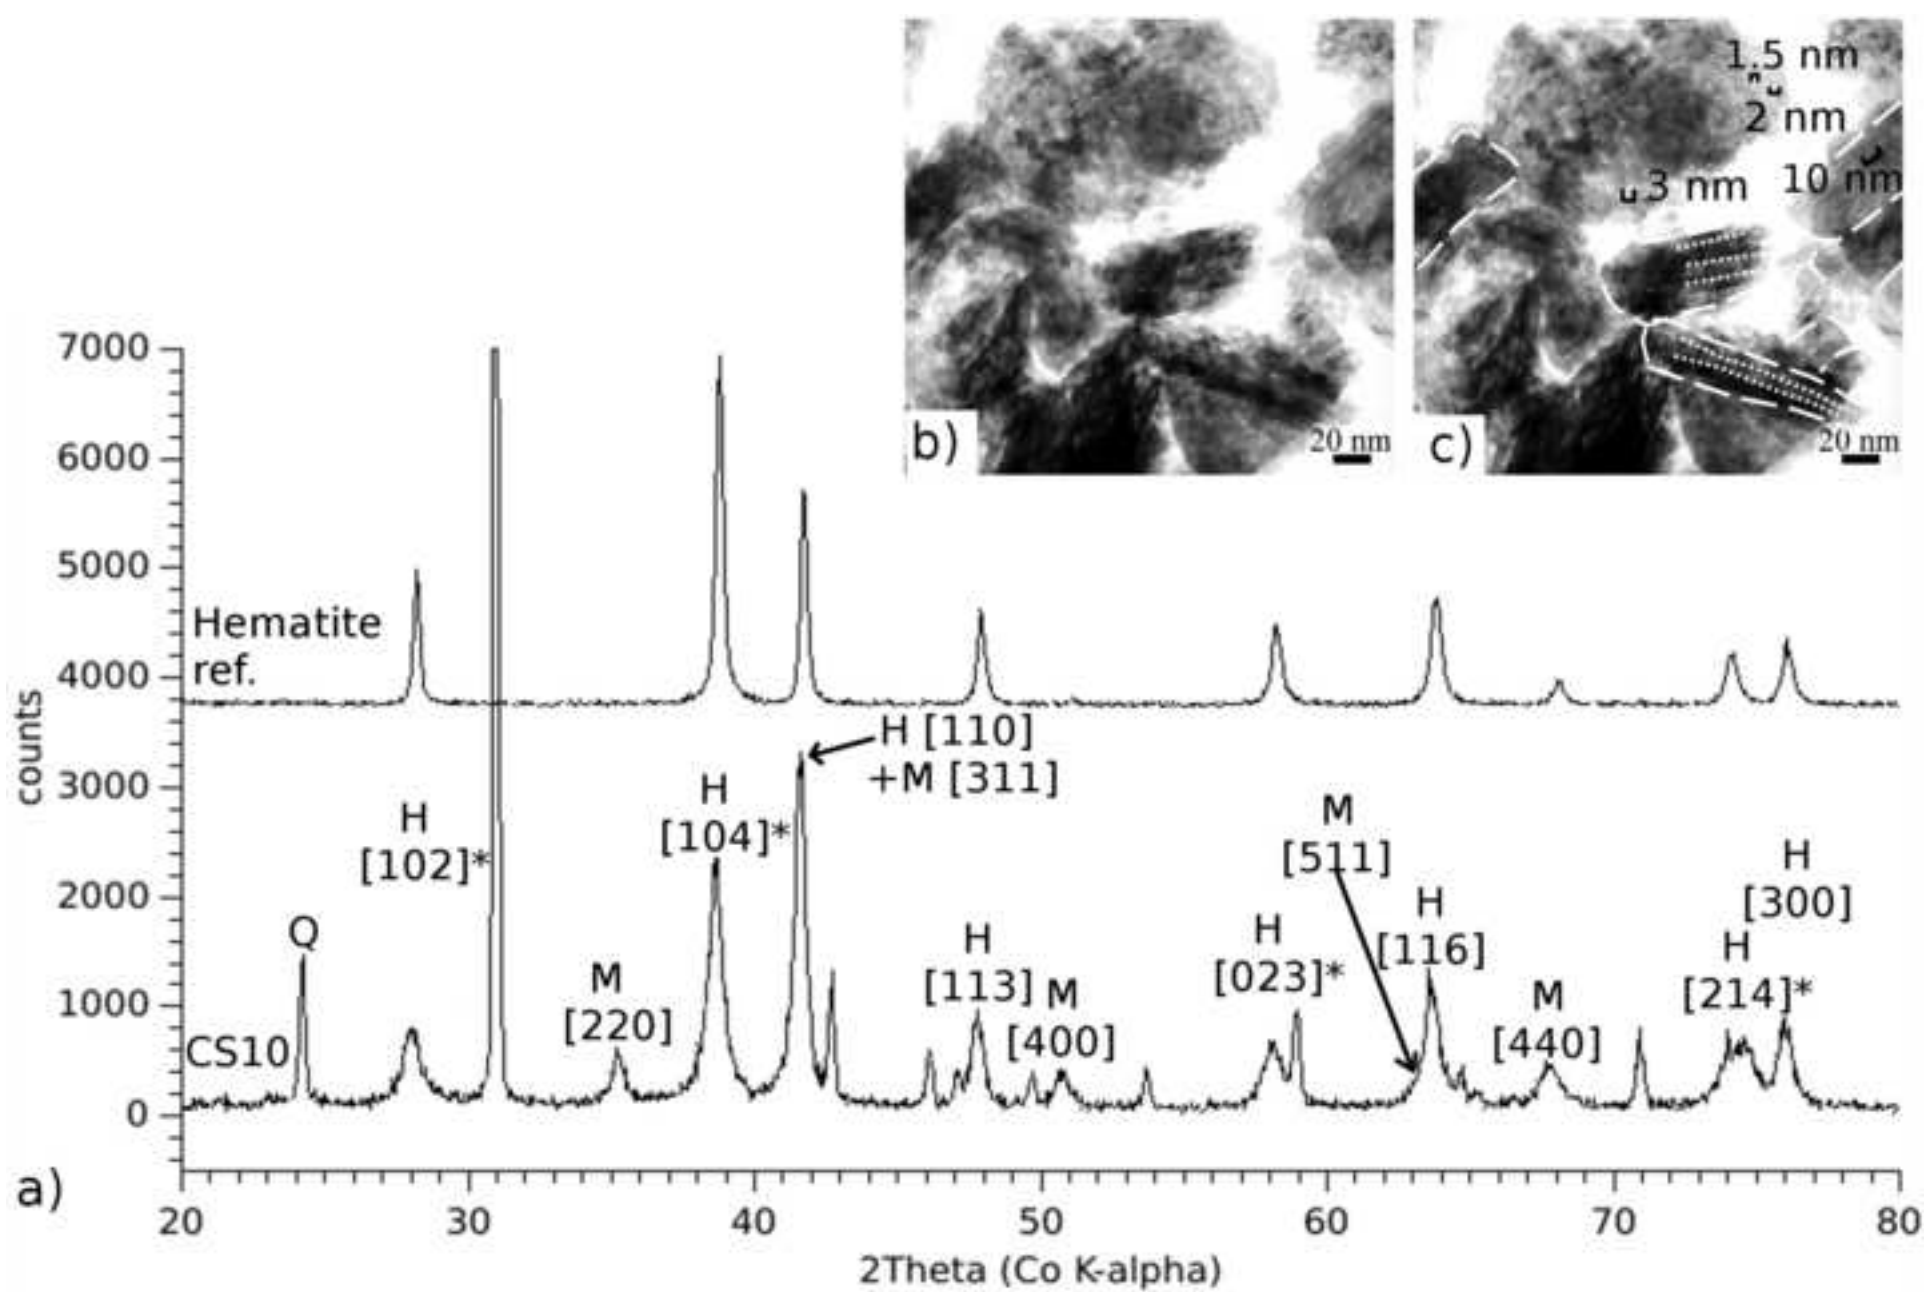 1.5 nm
2 nm
3 nm
10 nm
b)
20 nm
c)
20 nm
7000
6000
5000
4000
3000
2000
1000
0
counts
Hematite
ref.
H [110]
+M [311]
H
[102]*
H
[104]*
Q
CS10
M
[220]
H
[113]
M
[400]
H
[023]*
M
[511]
H
[116]
M
[440]
H
[214]*
H
[300]
a)
20 30 40 50 60 70 80
2Theta (Co K-alpha)